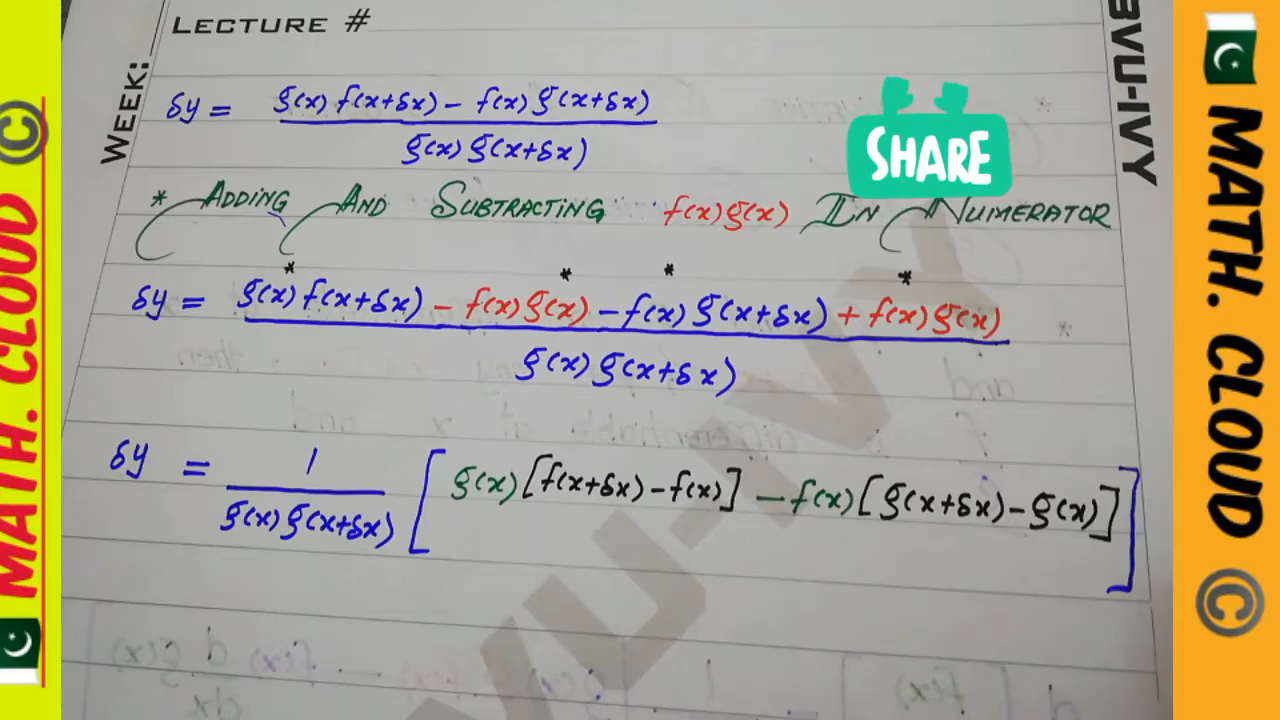 LECTURE #
WEEK:
BVU-IVY
δy = g(x) f(x+δx) - f(x) g(x+δx)
g(x) g(x+δx)
SHARE
* ADDING AND SUBTRACTING f(x)g(x) IN NUMERATOR
* * * *
δy = g(x) f(x+δx) - f(x)g(x) - f(x) g(x+δx) + f(x)g(x)
g(x) g(x+δx)
δy = 1 [ g(x)[f(x+δx)-f(x)] - f(x)[g(x+δx)-g(x)] ]
g(x) g(x+δx)
MATH. CLOUD ©
MATH. CLOUD ©